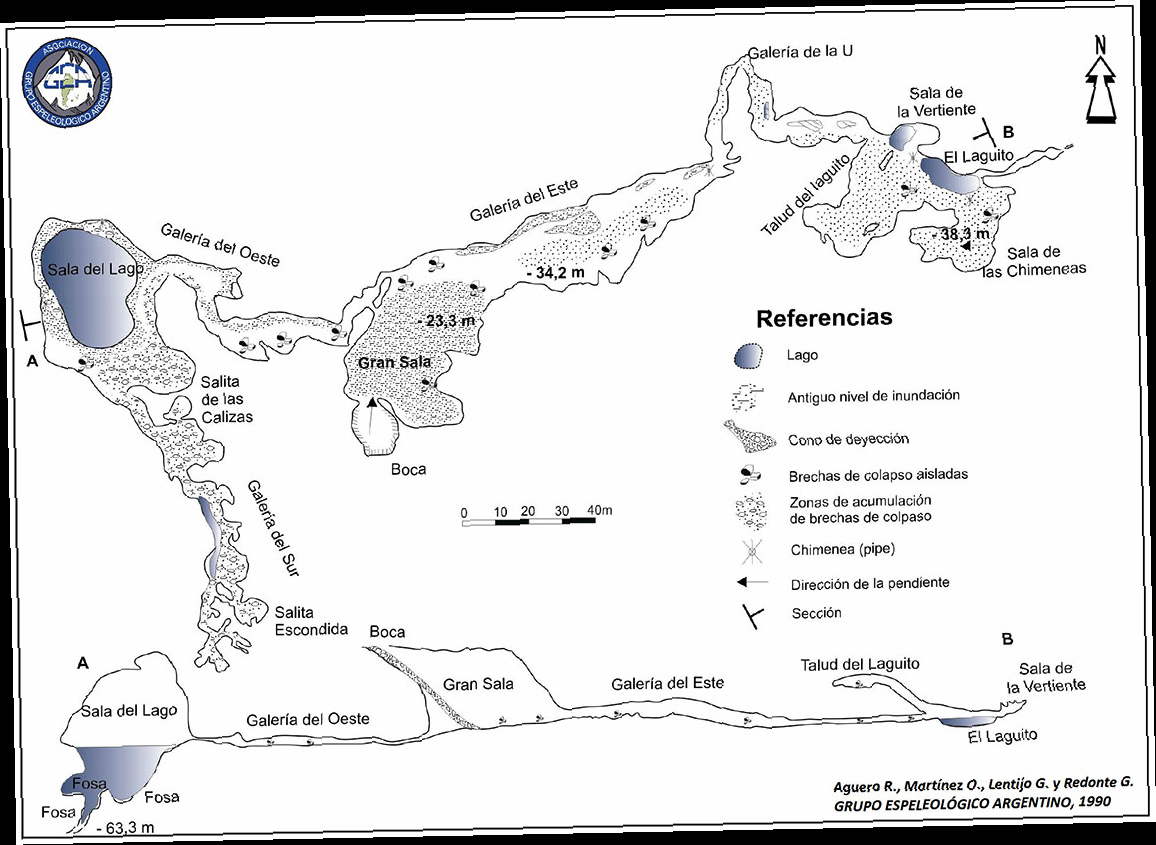 ASOCIACION
GRUPO ESPELEOLOGICO ARGENTINO
GEA
Galería de la U
N
Sala de
la Vertiente
B
El Laguito
Talud del laguito
Galería del Este
Galería del Oeste
Sala del Lago
- 38,3 m
Sala de
las Chimeneas
- 34,2 m
- 23,3 m
Gran Sala
A
Salita
de las
Calizas
Boca
Galería del Sur
0 10 20 30 40m
Salita
Escondida
Referencias
Lago
Antiguo nivel de inundación
Cono de deyección
Brechas de colapso aisladas
Zonas de acumulación
de brechas de colpaso
Chimenea (pipe)
Dirección de la pendiente
Sección
A
Boca
B
Sala del Lago
Galería del Oeste
Gran Sala
Galería del Este
Talud del Laguito
Sala de
la Vertiente
El Laguito
Fosa
Fosa
Fosa
- 63,3 m
Aguero R., Martínez O., Lentijo G. y Redonte G.
GRUPO ESPELEOLÓGICO ARGENTINO, 1990